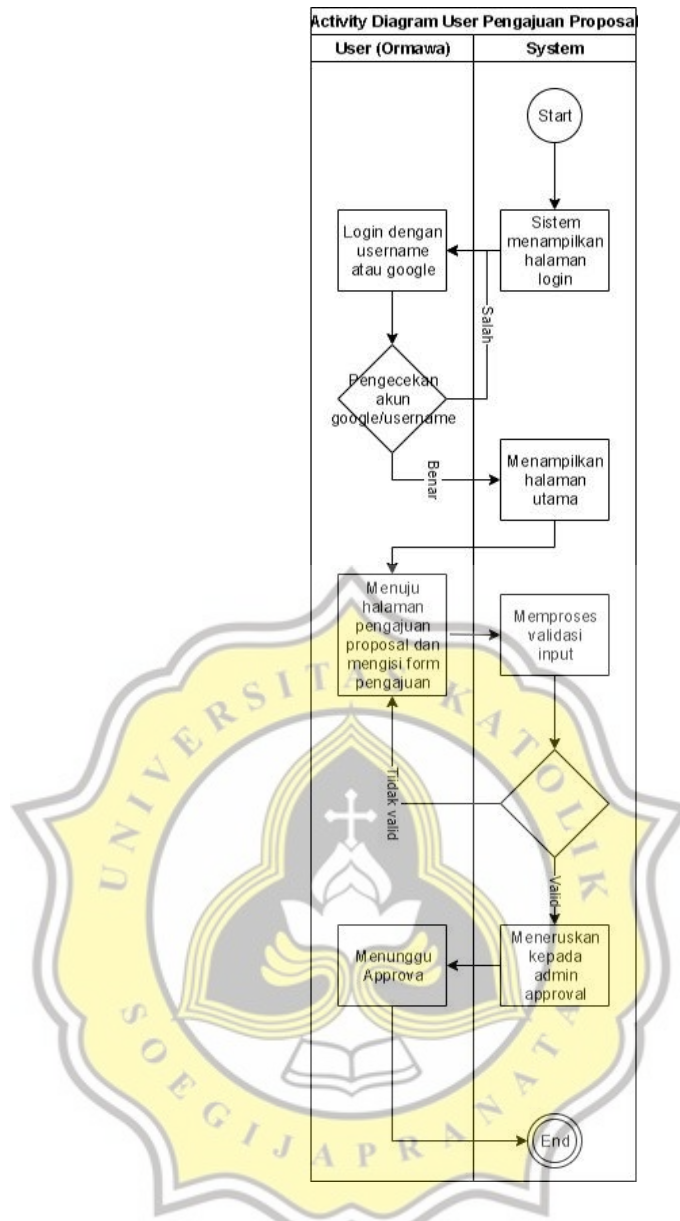 Activity Diagram User Pengajuan Proposal
User (Ormawa)
System
Start
Sistem
menampilkan
halaman
login
Login dengan
username
atau google
Salah
Pengecekan
akun
google/username
Benar
Menampilkan
halaman
utama
Menuju
halaman
pengajuan
proposal dan
mengisi form
pengajuan
Memproses
validasi
input
Tiidak valid
Valid
Meneruskan
kepada
admin
approval
Menunggu
Approva
End
UNIVERSITAS KATOLIK
SOEGIJAPRANATA